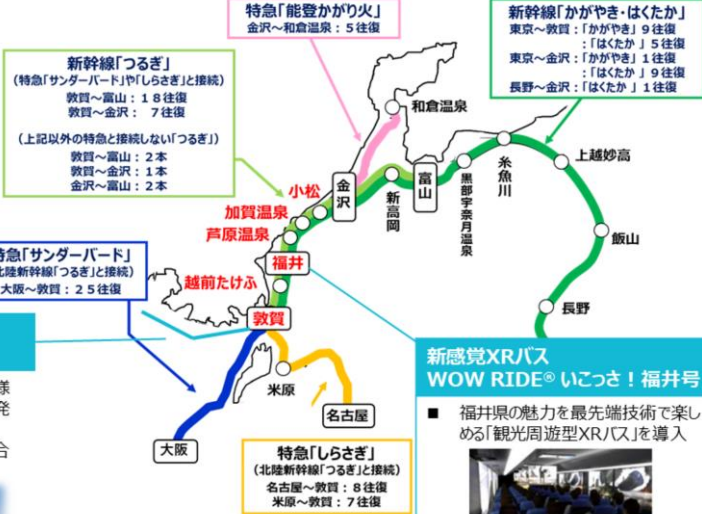 特急「能登かがり火」
金沢～和倉温泉：５往復
新幹線「かがやき・はくたか」
東京～敦賀：「かがやき」９往復
：「はくたか 」５往復
東京～金沢：「かがやき」１往復
：「はくたか 」９往復
長野～金沢：「はくたか 」１往復
新幹線「つるぎ」
（特急「サンダーバード」や「しらさぎ」と接続）
敦賀～富山：１８往復
敦賀～金沢： ７往復
（上記以外の特急と接続しない「つるぎ」）
敦賀～富山：２本
敦賀～金沢：１本
金沢～富山：２本
和倉温泉
金沢
新高岡
富山
黒部宇奈月温泉
糸魚川
上越妙高
飯山
長野
小松
加賀温泉
芦原温泉
福井
越前たけふ
敦賀
特急「サンダーバード」
北陸新幹線「つるぎ」と接続）
大阪～敦賀：２５往復
米原
名古屋
大阪
特急「しらさぎ」
（北陸新幹線「つるぎ」と接続）
名古屋～敦賀：８往復
米原～敦賀：７往復
様
発
合
新感覚XRバス
WOW RIDE® いこっさ！福井号
■ 福井県の魅力を最先端技術で楽し
める「観光周遊型XRバス」を導入